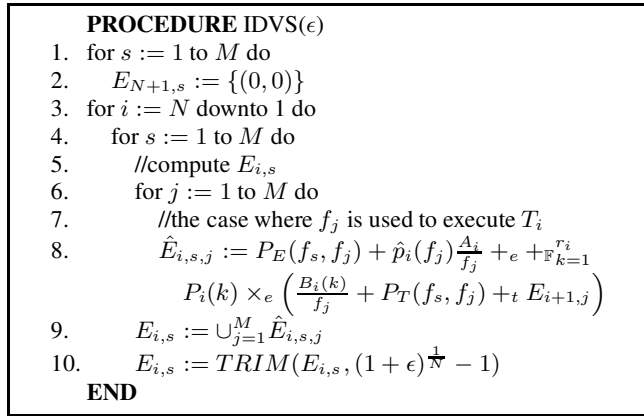 PROCEDURE IDVS(ϵ)
1. for s := 1 to M do
2. E_{N+1,s} := {(0, 0)}
3. for i := N downto 1 do
4. for s := 1 to M do
5. //compute E_{i,s}
6. for j := 1 to M do
7. //the case where f_j is used to execute T_i
8. Ê_{i,s,j} := P_E(f_s, f_j) + p̂_i(f_j) \frac{A_i}{f_j} +_e +_{𝔽}{}_{k=1}^{r_i}
P_i(k) ×_e ( \frac{B_i(k)}{f_j} + P_T(f_s, f_j) +_t E_{i+1,j} )
9. E_{i,s} := ∪_{j=1}^{M} Ê_{i,s,j}
10. E_{i,s} := TRIM(E_{i,s}, (1 + ϵ)^{\frac{1}{N}} − 1)
END